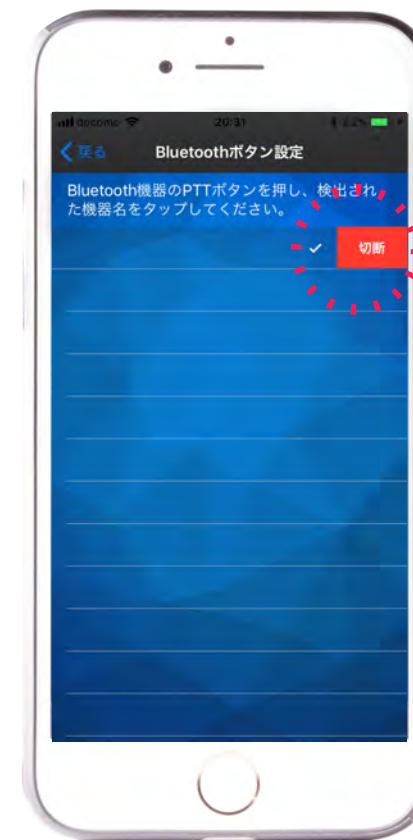 docomo 20:31
戻る Bluetoothボタン設定
Bluetooth機器のPTTボタンを押し、検出され
た機器名をタップしてください。
切断